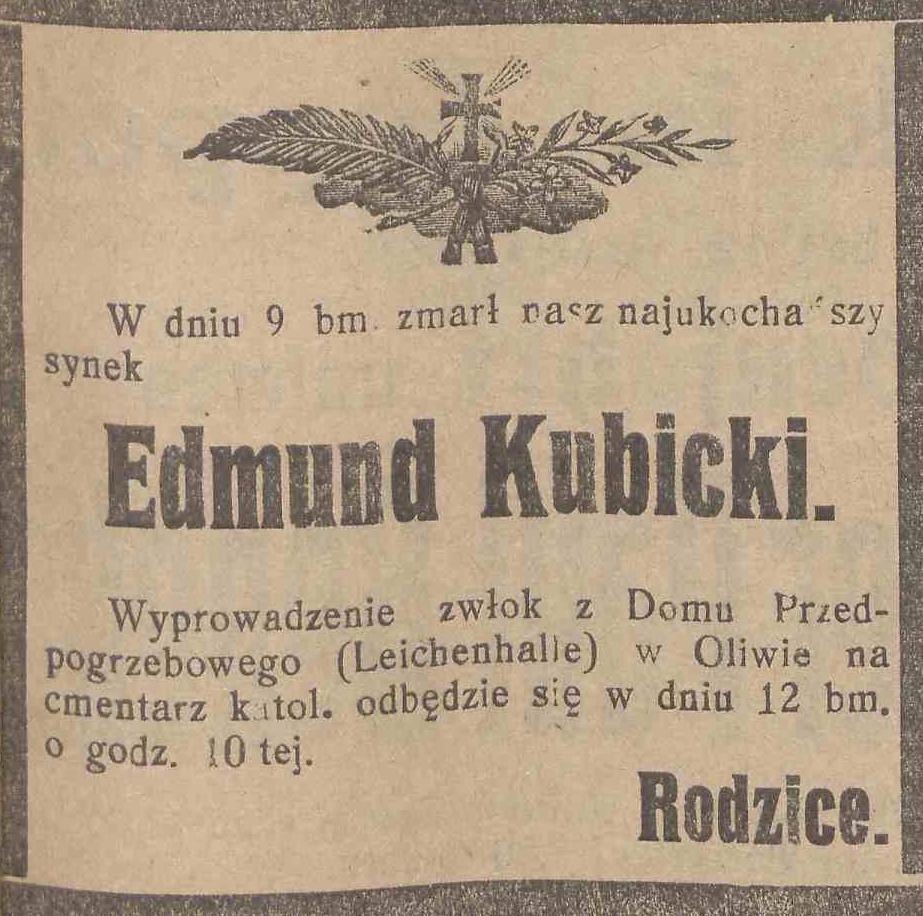 W dniu 9 bm. zmarł nasz najukochańszy
synek
Edmund Kubicki.
Wyprowadzenie zwłok z Domu Przed-
pogrzebowego (Leichenhalle) w Oliwie na
cmentarz katol. odbędzie się w dniu 12 bm.
o godz. 10 tej.
Rodzice.